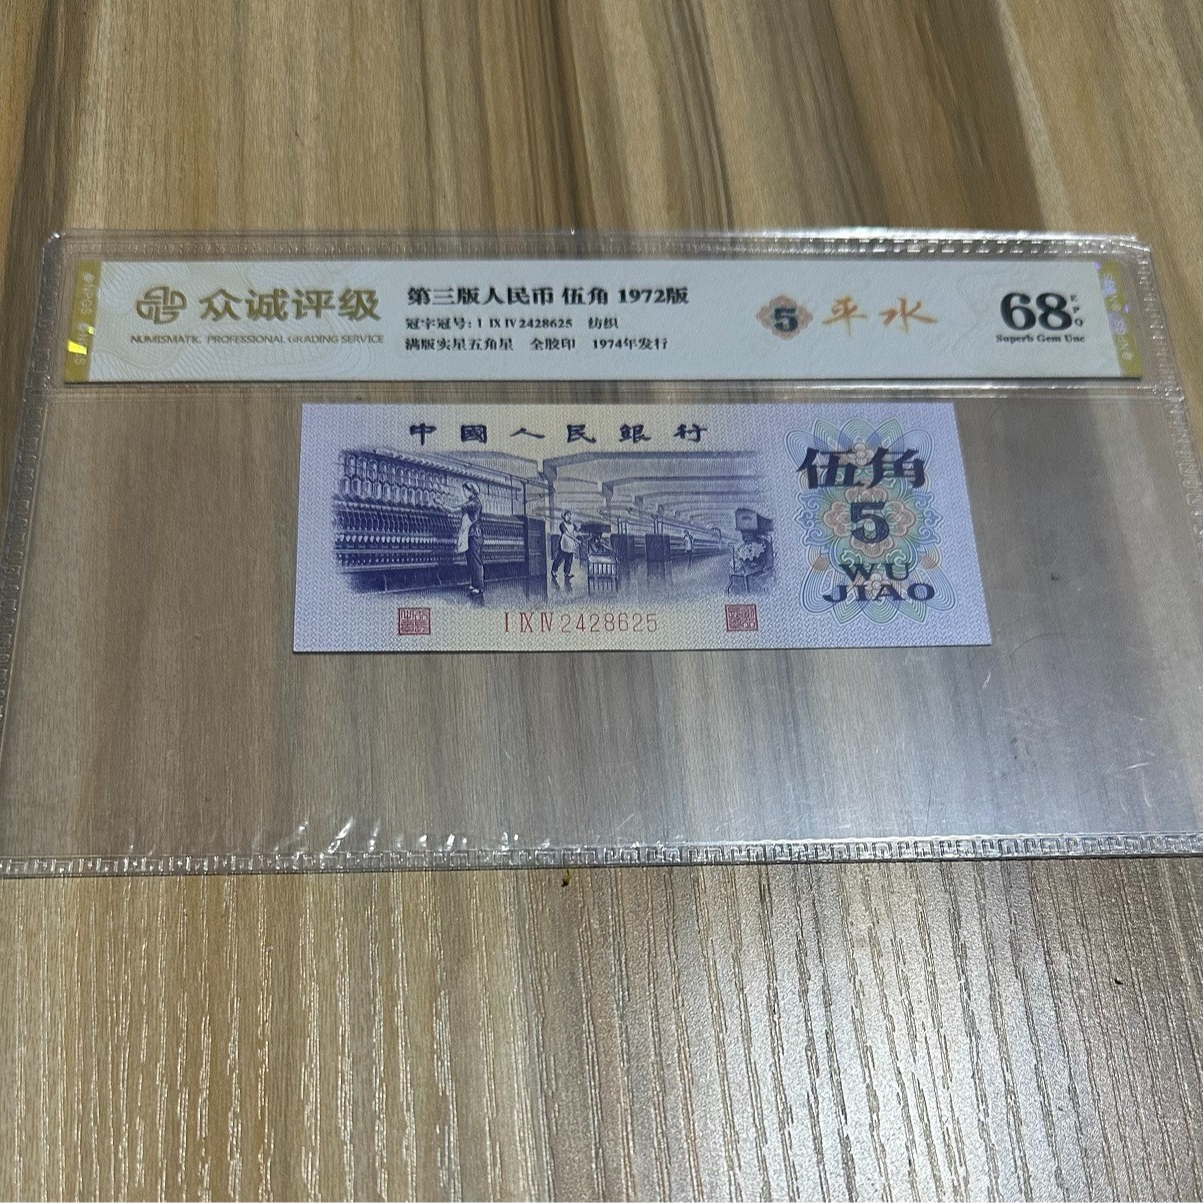 众诚评级
NUMISMATIC PROFESSIONAL GRADING SERVICE
第三版人民币 伍角 1972版
冠字冠号: I IX IV 2428625 纺织
满版实星五角星 全胶印 1974年发行
5 平水
68 EPQ
Superb Gem Unc
中國人民銀行
伍角
5
WU
JIAO
I IX IV 2428625